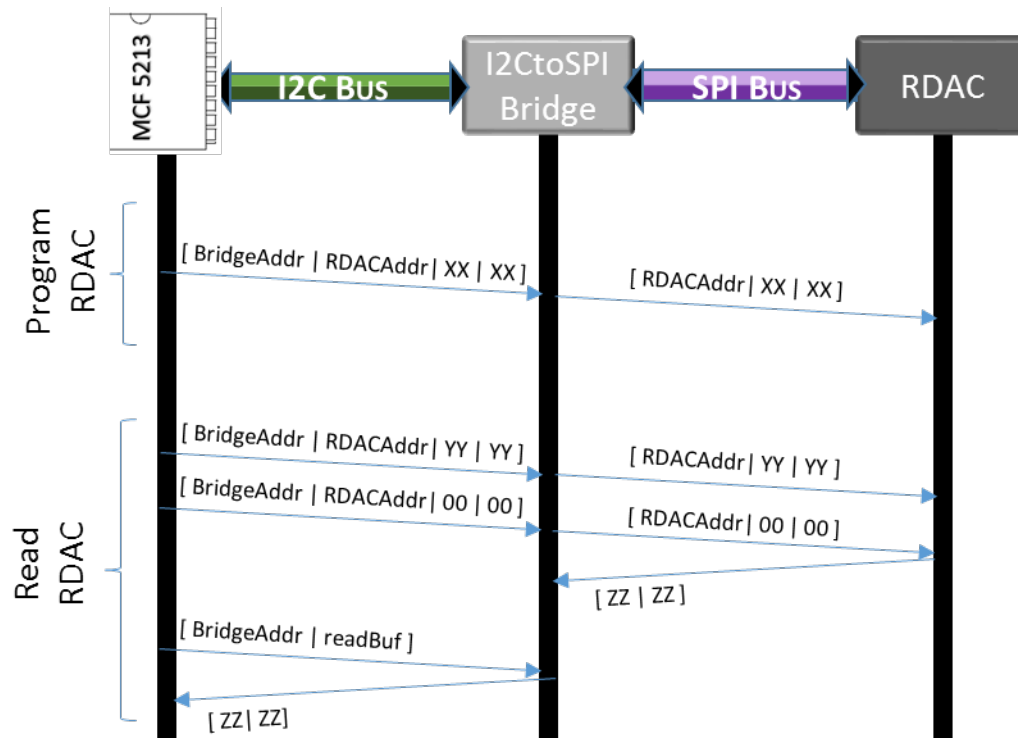 MCF 5213
I2C BUS
I2CtoSPI
Bridge
SPI BUS
RDAC
Program
RDAC
[ BridgeAddr | RDACAddr| XX | XX ]
[ RDACAddr| XX | XX ]
Read
RDAC
[ BridgeAddr | RDACAddr| YY | YY ]
[ RDACAddr| YY | YY ]
[ BridgeAddr | RDACAddr| 00 | 00 ]
[ RDACAddr| 00 | 00 ]
[ ZZ | ZZ ]
[ BridgeAddr | readBuf ]
[ ZZ| ZZ]